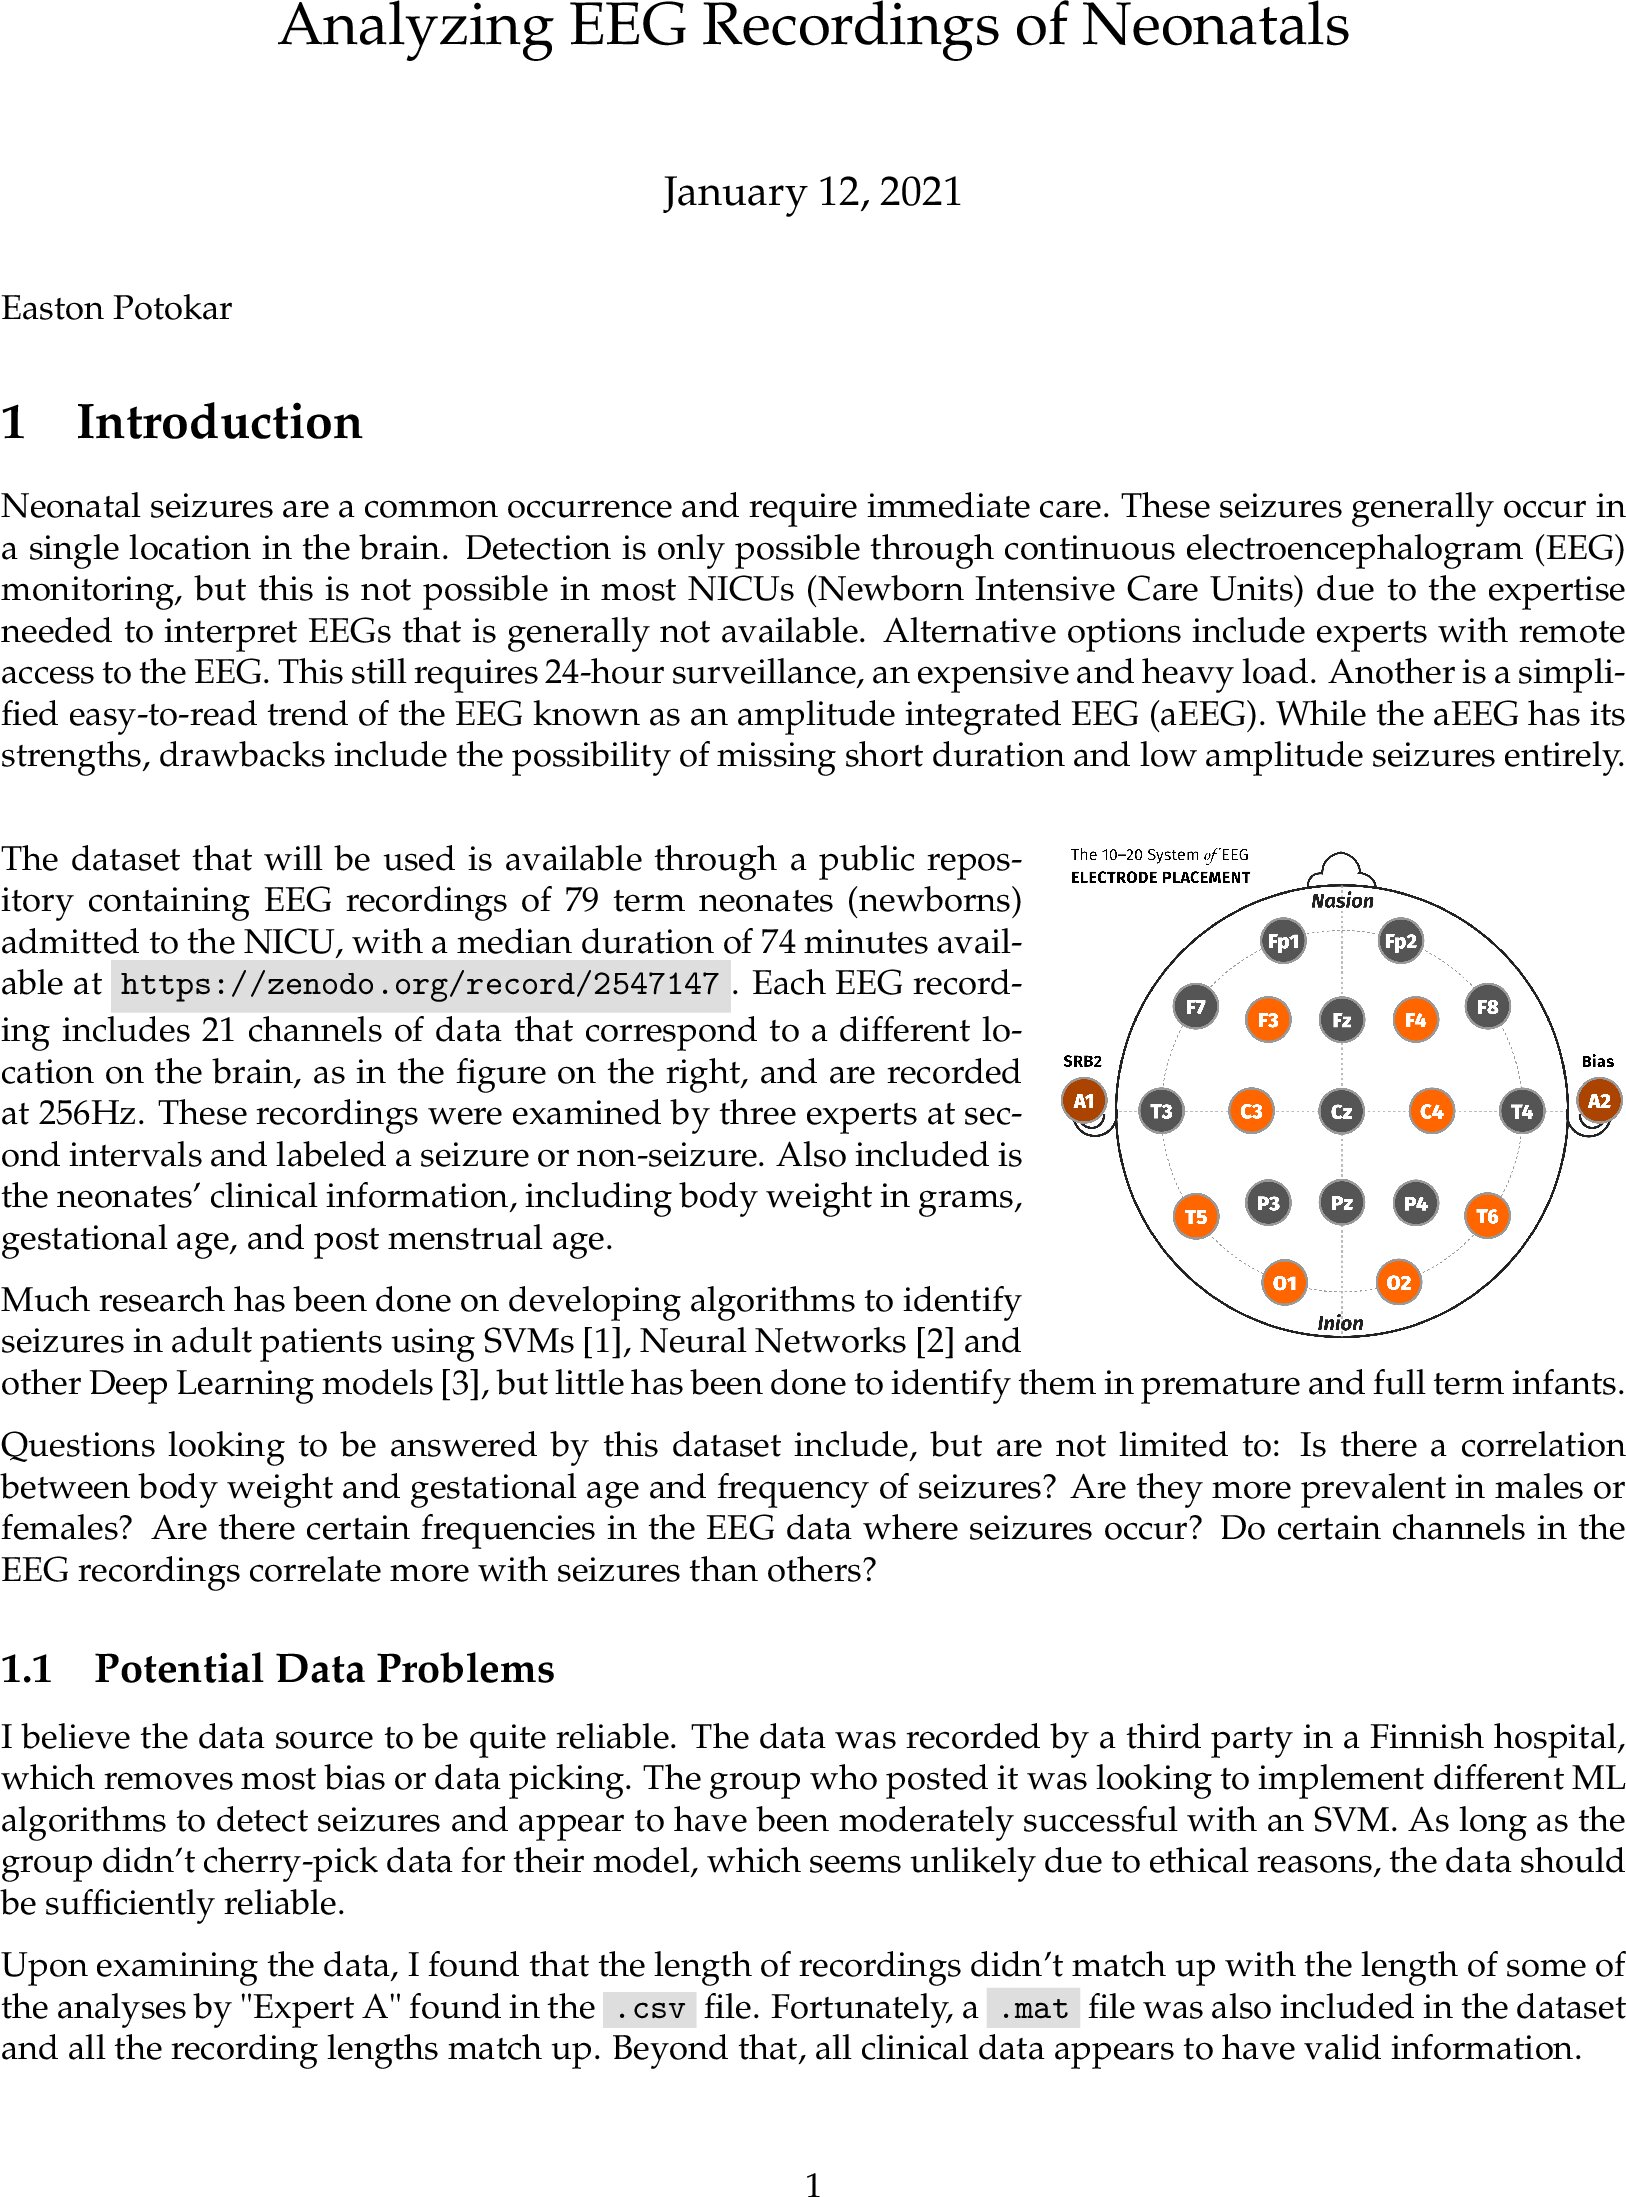 Analyzing EEG Recordings of Neonatals
January 12, 2021
Easton Potokar
1 Introduction
Neonatal seizures are a common occurrence and require immediate care. These seizures generally occur in
a single location in the brain. Detection is only possible through continuous electroencephalogram (EEG)
monitoring, but this is not possible in most NICUs (Newborn Intensive Care Units) due to the expertise
needed to interpret EEGs that is generally not available. Alternative options include experts with remote
access to the EEG. This still requires 24-hour surveillance, an expensive and heavy load. Another is a simpli-
fied easy-to-read trend of the EEG known as an amplitude integrated EEG (aEEG). While the aEEG has its
strengths, drawbacks include the possibility of missing short duration and low amplitude seizures entirely.
The dataset that will be used is available through a public repos-
itory containing EEG recordings of 79 term neonates (newborns)
admitted to the NICU, with a median duration of 74 minutes avail-
able at https://zenodo.org/record/2547147 . Each EEG record-
ing includes 21 channels of data that correspond to a different lo-
cation on the brain, as in the figure on the right, and are recorded
at 256Hz. These recordings were examined by three experts at sec-
ond intervals and labeled a seizure or non-seizure. Also included is
the neonates' clinical information, including body weight in grams,
gestational age, and post menstrual age.
The 10–20 System of EEG
ELECTRODE PLACEMENT
Nasion
Fp1 Fp2
F7 F3 Fz F4 F8
SRB2 Bias
A1 T3 C3 Cz C4 T4 A2
T5 P3 Pz P4 T6
O1 O2
Inion
Much research has been done on developing algorithms to identify
seizures in adult patients using SVMs [1], Neural Networks [2] and
other Deep Learning models [3], but little has been done to identify them in premature and full term infants.
Questions looking to be answered by this dataset include, but are not limited to: Is there a correlation
between body weight and gestational age and frequency of seizures? Are they more prevalent in males or
females? Are there certain frequencies in the EEG data where seizures occur? Do certain channels in the
EEG recordings correlate more with seizures than others?
1.1 Potential Data Problems
I believe the data source to be quite reliable. The data was recorded by a third party in a Finnish hospital,
which removes most bias or data picking. The group who posted it was looking to implement different ML
algorithms to detect seizures and appear to have been moderately successful with an SVM. As long as the
group didn't cherry-pick data for their model, which seems unlikely due to ethical reasons, the data should
be sufficiently reliable.
Upon examining the data, I found that the length of recordings didn't match up with the length of some of
the analyses by "Expert A" found in the .csv file. Fortunately, a .mat file was also included in the dataset
and all the recording lengths match up. Beyond that, all clinical data appears to have valid information.
1